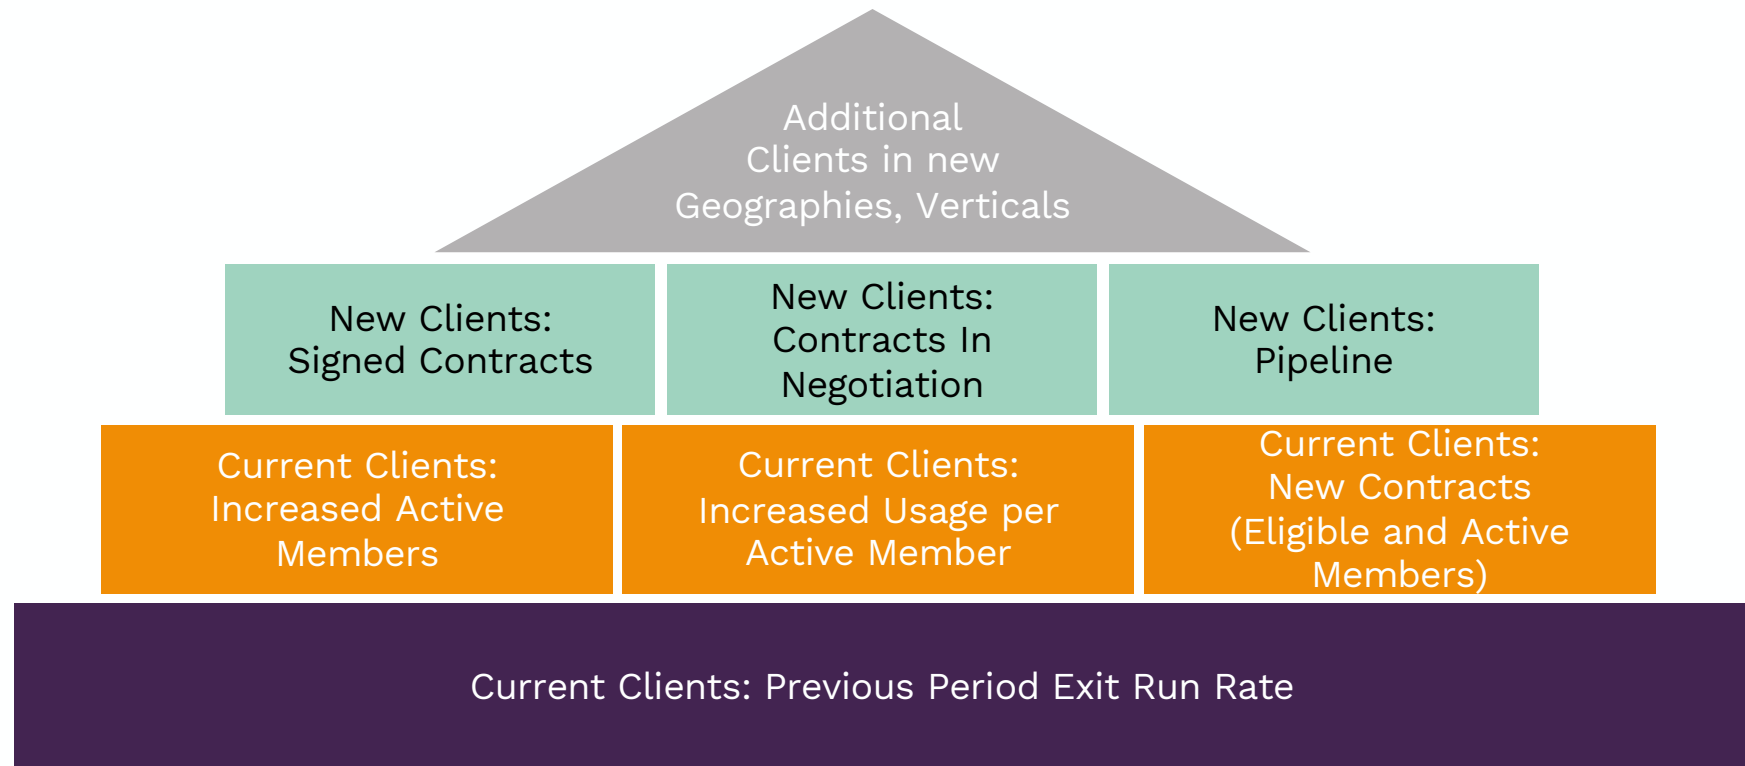 Additional
Clients in new
Geographies, Verticals
New Clients:
Signed Contracts
New Clients:
Contracts In
Negotiation
New Clients:
Pipeline
Current Clients:
Increased Active
Members
Current Clients:
Increased Usage per
Active Member
Current Clients:
New Contracts
(Eligible and Active
Members)
Current Clients: Previous Period Exit Run Rate